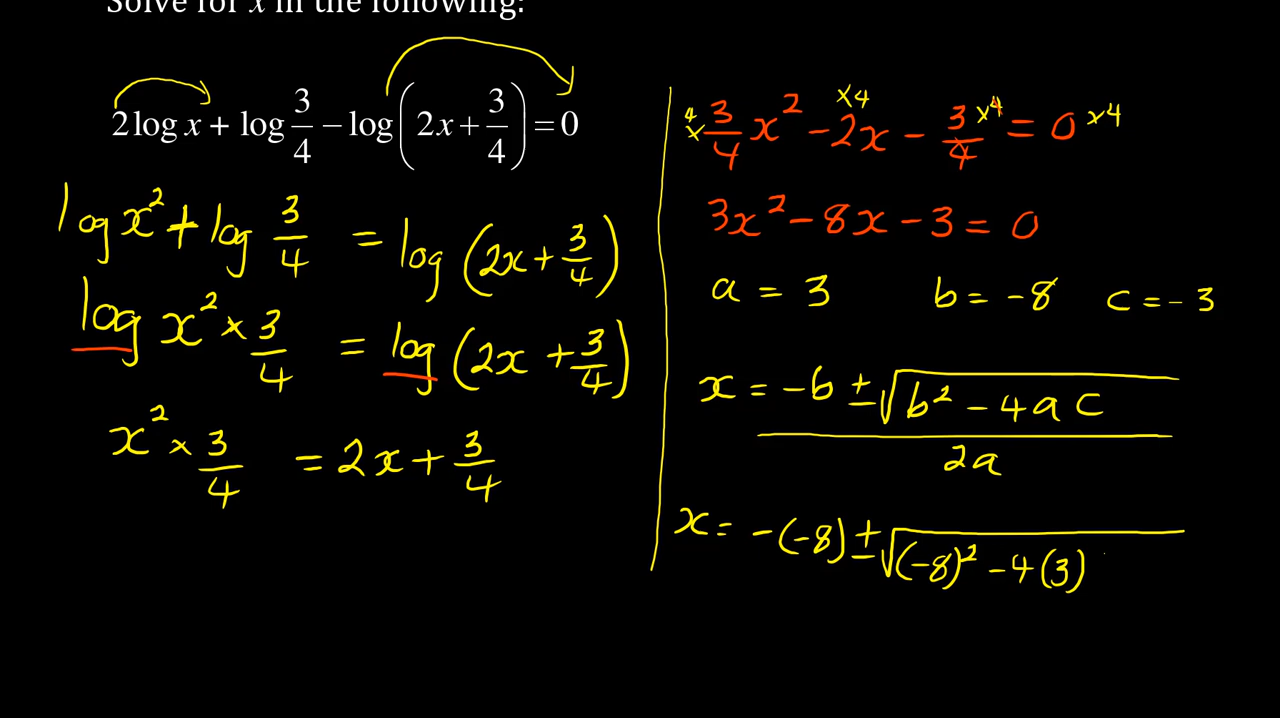 Solve for x in the following:
2log x + log 3/4 − log(2x + 3/4) = 0
log x² + log 3/4 = log (2x + 3/4)
log x² × 3/4 = log (2x + 3/4)
x² × 3/4 = 2x + 3/4
×4 3/4 x² − 2x ×4 − 3/4 ×4 = 0 ×4
3x² − 8x − 3 = 0
a = 3 b = -8 c = -3
x = -b ± √(b² − 4ac) / 2a
x = -(-8) ± √((-8)² − 4(3)